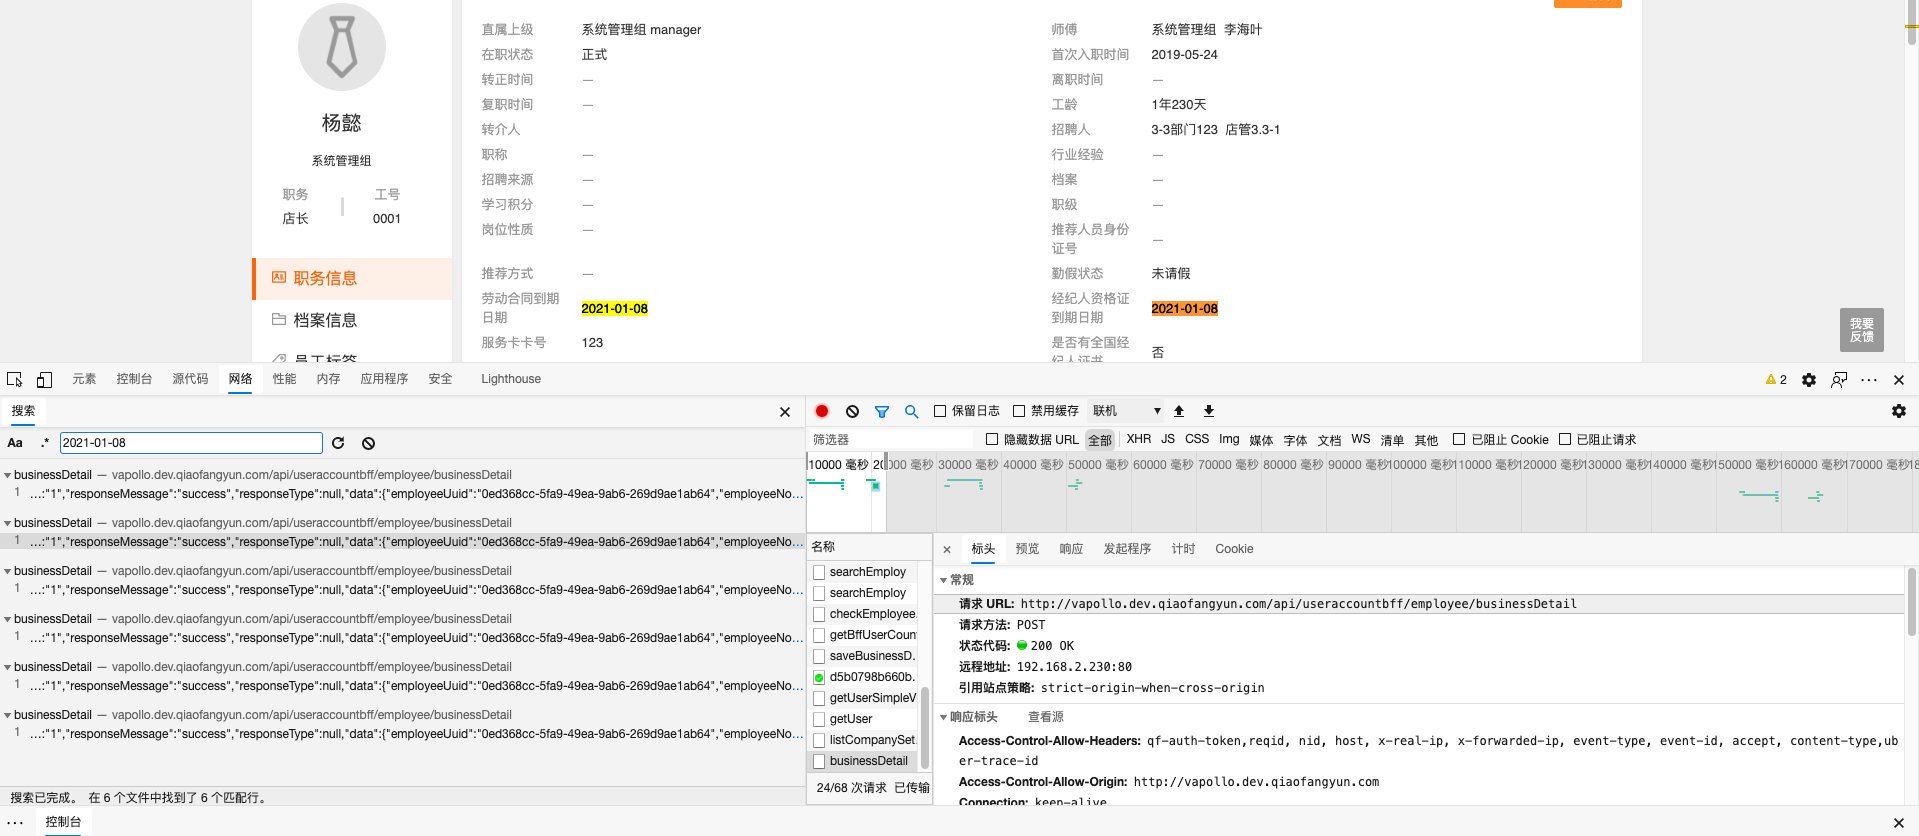 杨懿
系统管理组
职务 工号
店长 0001
职务信息
档案信息
员工标签
直属上级 系统管理组 manager 师傅 系统管理组 李海叶
在职状态 正式 首次入职时间 2019-05-24
转正时间 — 离职时间 —
复职时间 — 工龄 1年230天
转介人 招聘人 3-3部门123 店管3.3-1
职称 — 行业经验 —
招聘来源 — 档案 —
学习积分 — 职级 —
岗位性质 — 推荐人员身份
证号 —
推荐方式 — 勤假状态 未请假
劳动合同到期 2021-01-08 经纪人资格证 2021-01-08
日期 到期日期
服务卡卡号 123 是否有全国经 否
纪人证书
我要
反馈
元素 控制台 源代码 网络 性能 内存 应用程序 安全 Lighthouse 2
搜索
Aa .* 2021-01-08
businessDetail — vapollo.dev.qiaofangyun.com/api/useraccountbff/employee/businessDetail
1 …:"1","responseMessage":"success","responseType":null,"data":{"employeeUuid":"0ed368cc-5fa9-49ea-9ab6-269d9ae1ab64","employeeNo…
businessDetail — vapollo.dev.qiaofangyun.com/api/useraccountbff/employee/businessDetail
1 …:"1","responseMessage":"success","responseType":null,"data":{"employeeUuid":"0ed368cc-5fa9-49ea-9ab6-269d9ae1ab64","employeeNo…
businessDetail — vapollo.dev.qiaofangyun.com/api/useraccountbff/employee/businessDetail
1 …:"1","responseMessage":"success","responseType":null,"data":{"employeeUuid":"0ed368cc-5fa9-49ea-9ab6-269d9ae1ab64","employeeNo…
businessDetail — vapollo.dev.qiaofangyun.com/api/useraccountbff/employee/businessDetail
1 …:"1","responseMessage":"success","responseType":null,"data":{"employeeUuid":"0ed368cc-5fa9-49ea-9ab6-269d9ae1ab64","employeeNo…
businessDetail — vapollo.dev.qiaofangyun.com/api/useraccountbff/employee/businessDetail
1 …:"1","responseMessage":"success","responseType":null,"data":{"employeeUuid":"0ed368cc-5fa9-49ea-9ab6-269d9ae1ab64","employeeNo…
businessDetail — vapollo.dev.qiaofangyun.com/api/useraccountbff/employee/businessDetail
1 …:"1","responseMessage":"success","responseType":null,"data":{"employeeUuid":"0ed368cc-5fa9-49ea-9ab6-269d9ae1ab64","employeeNo…
搜索已完成。 在 6 个文件中找到了 6 个匹配行。
保留日志 禁用缓存 联机
筛选器 隐藏数据 URL 全部 XHR JS CSS Img 媒体 字体 文档 WS 清单 其他 已阻止 Cookie 已阻止请求
10000 毫秒 20000 毫秒 30000 毫秒 40000 毫秒 50000 毫秒 60000 毫秒 70000 毫秒 80000 毫秒 90000 毫秒 100000 毫秒 110000 毫秒 120000 毫秒 130000 毫秒 140000 毫秒 150000 毫秒 160000 毫秒 170000 毫秒 18
名称
searchEmploy
searchEmploy
checkEmployee.
getBffUserCoun
saveBusinessD.
d5b0798b660b.
getUserSimpleV
getUser
listCompanySet.
businessDetail
24/68 次请求 已传输
标头 预览 响应 发起程序 计时 Cookie
常规
请求 URL: http://vapollo.dev.qiaofangyun.com/api/useraccountbff/employee/businessDetail
请求方法: POST
状态代码: 200 OK
远程地址: 192.168.2.230:80
引用站点策略: strict-origin-when-cross-origin
响应标头 查看源
Access-Control-Allow-Headers: qf-auth-token,reqid, nid, host, x-real-ip, x-forwarded-ip, event-type, event-id, accept, content-type,ub
er-trace-id
Access-Control-Allow-Origin: http://vapollo.dev.qiaofangyun.com
Connection: keep-alive
控制台